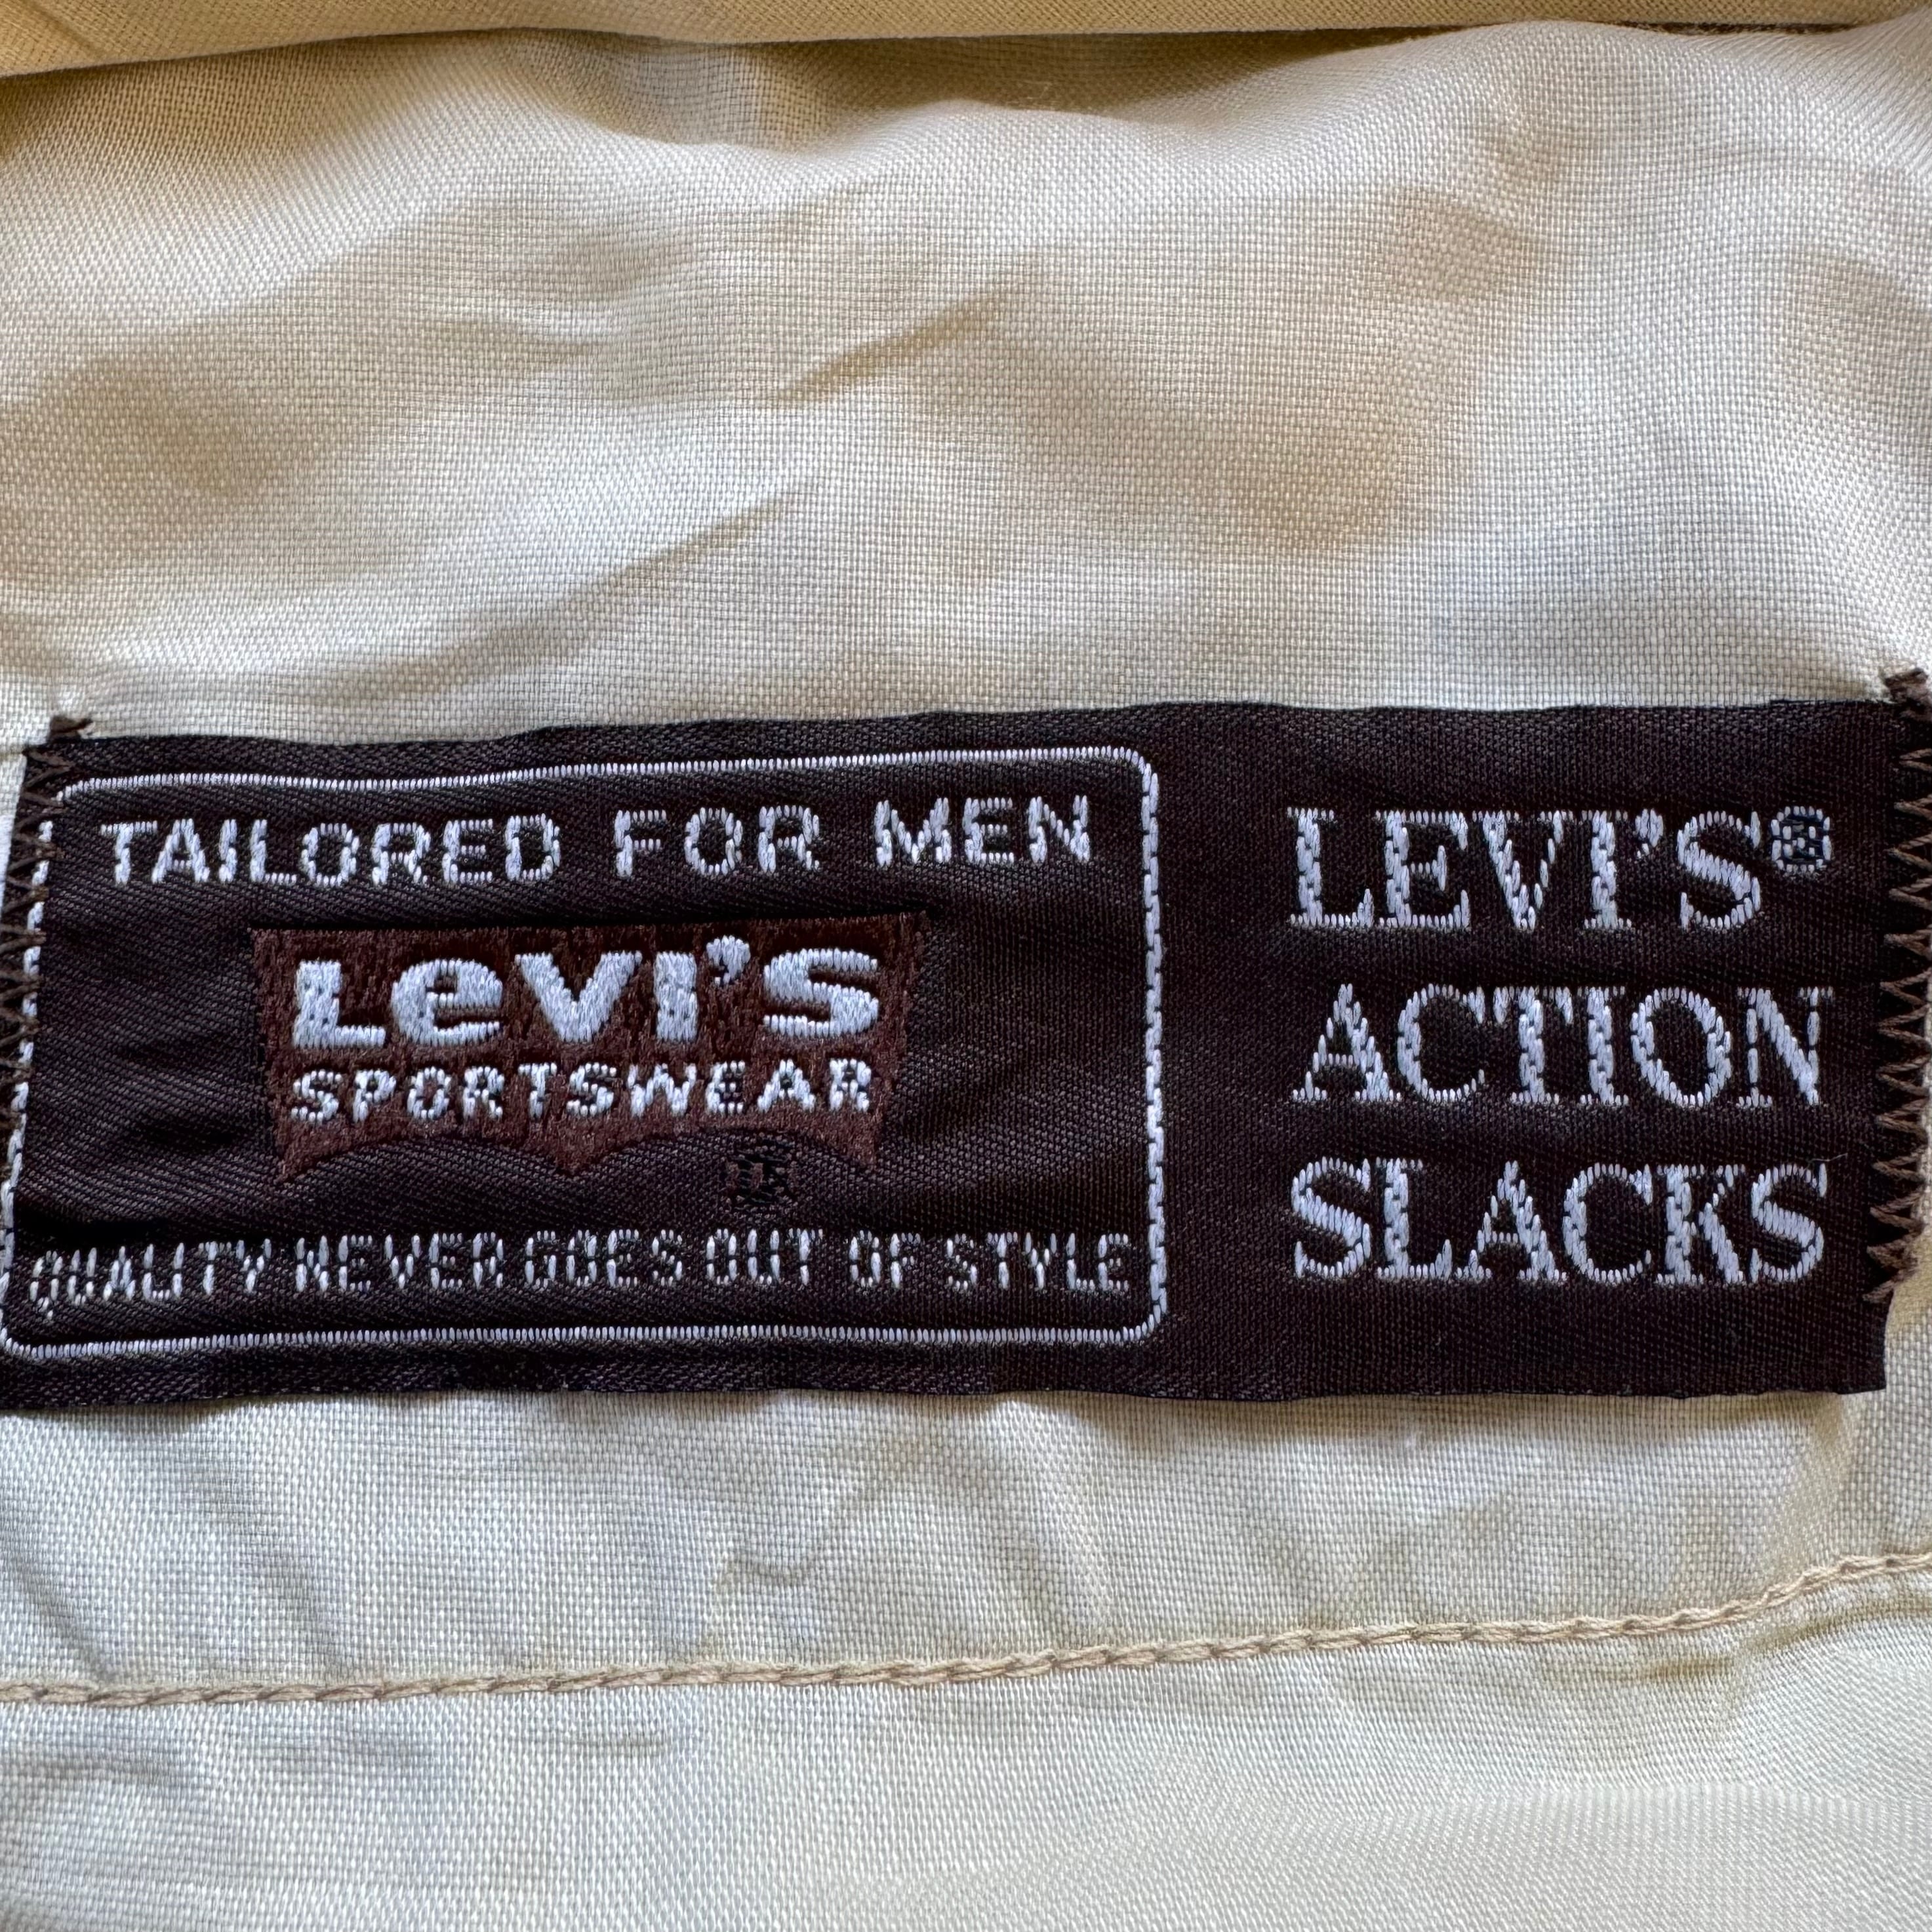 TAILORED FOR MEN
LEVI'S
SPORTSWEAR
®
QUALITY NEVER GOES OUT OF STYLE
LEVI'S®
ACTION
SLACKS